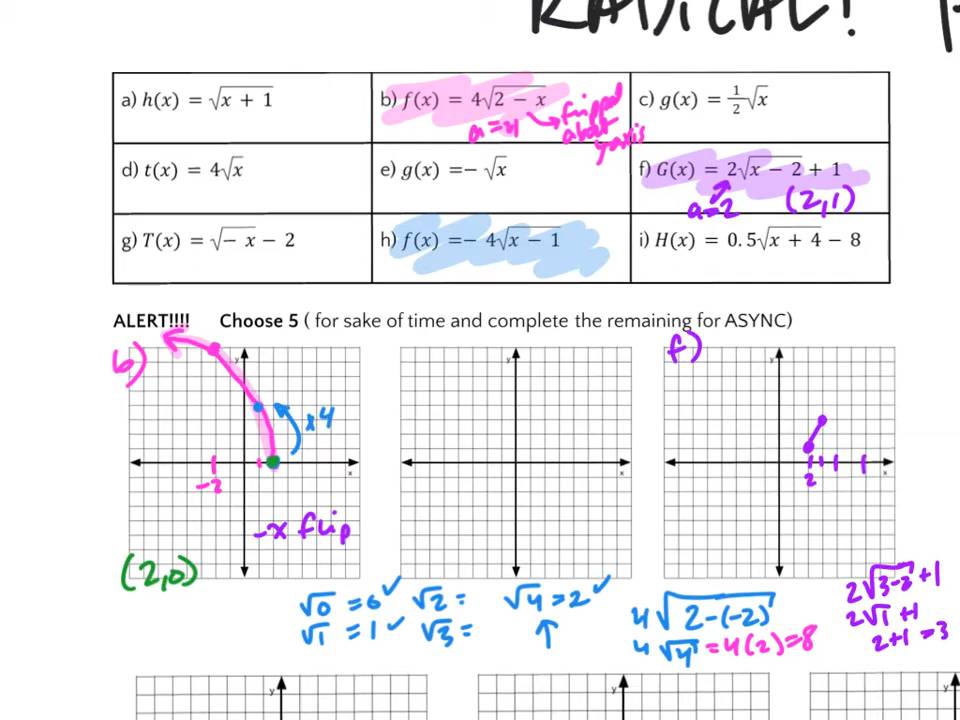 RADICAL!
a) h(x) = √x + 1
b) f(x) = 4√2 − x
a = 4
flipped about y axis
c) g(x) = 1/2 √x
d) t(x) = 4√x
e) g(x) =− √x
f) G(x) = 2√x − 2 + 1
a=2
(2,1)
g) T(x) = √− x − 2
h) f(x) =− 4√x − 1
i) H(x) = 0.5√x + 4 − 8
ALERT!!!! Choose 5 ( for sake of time and complete the remaining for ASYNC)
b)
y
x4
x
-2
-x flip
(2,0)
y
x
f)
y
x
2
√0 = 0 ✓ √2 = √4 = 2 ✓
√1 = 1 ✓ √3 = ↑
4√2-(-2)
4√4 = 4(2) = 8
2√3-2 +1
2√1 +1
2+1 =3
y
y
y